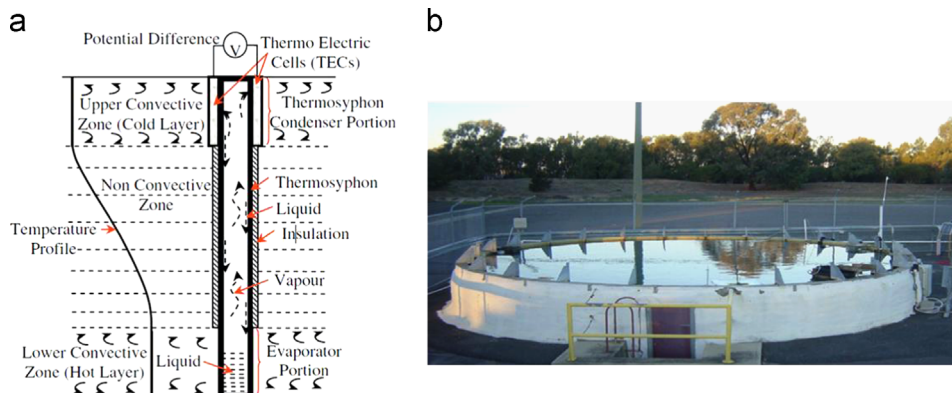 a
b
Potential Difference
V
Thermo Electric
Cells (TECs)
Upper Convective
Zone (Cold Layer)
Thermosyphon
Condenser Portion
Non Convective
Zone
Thermosyphon
Liquid
Insulation
Temperature
Profile
Vapour
Lower Convective
Zone (Hot Layer)
Liquid
Evaporator
Portion